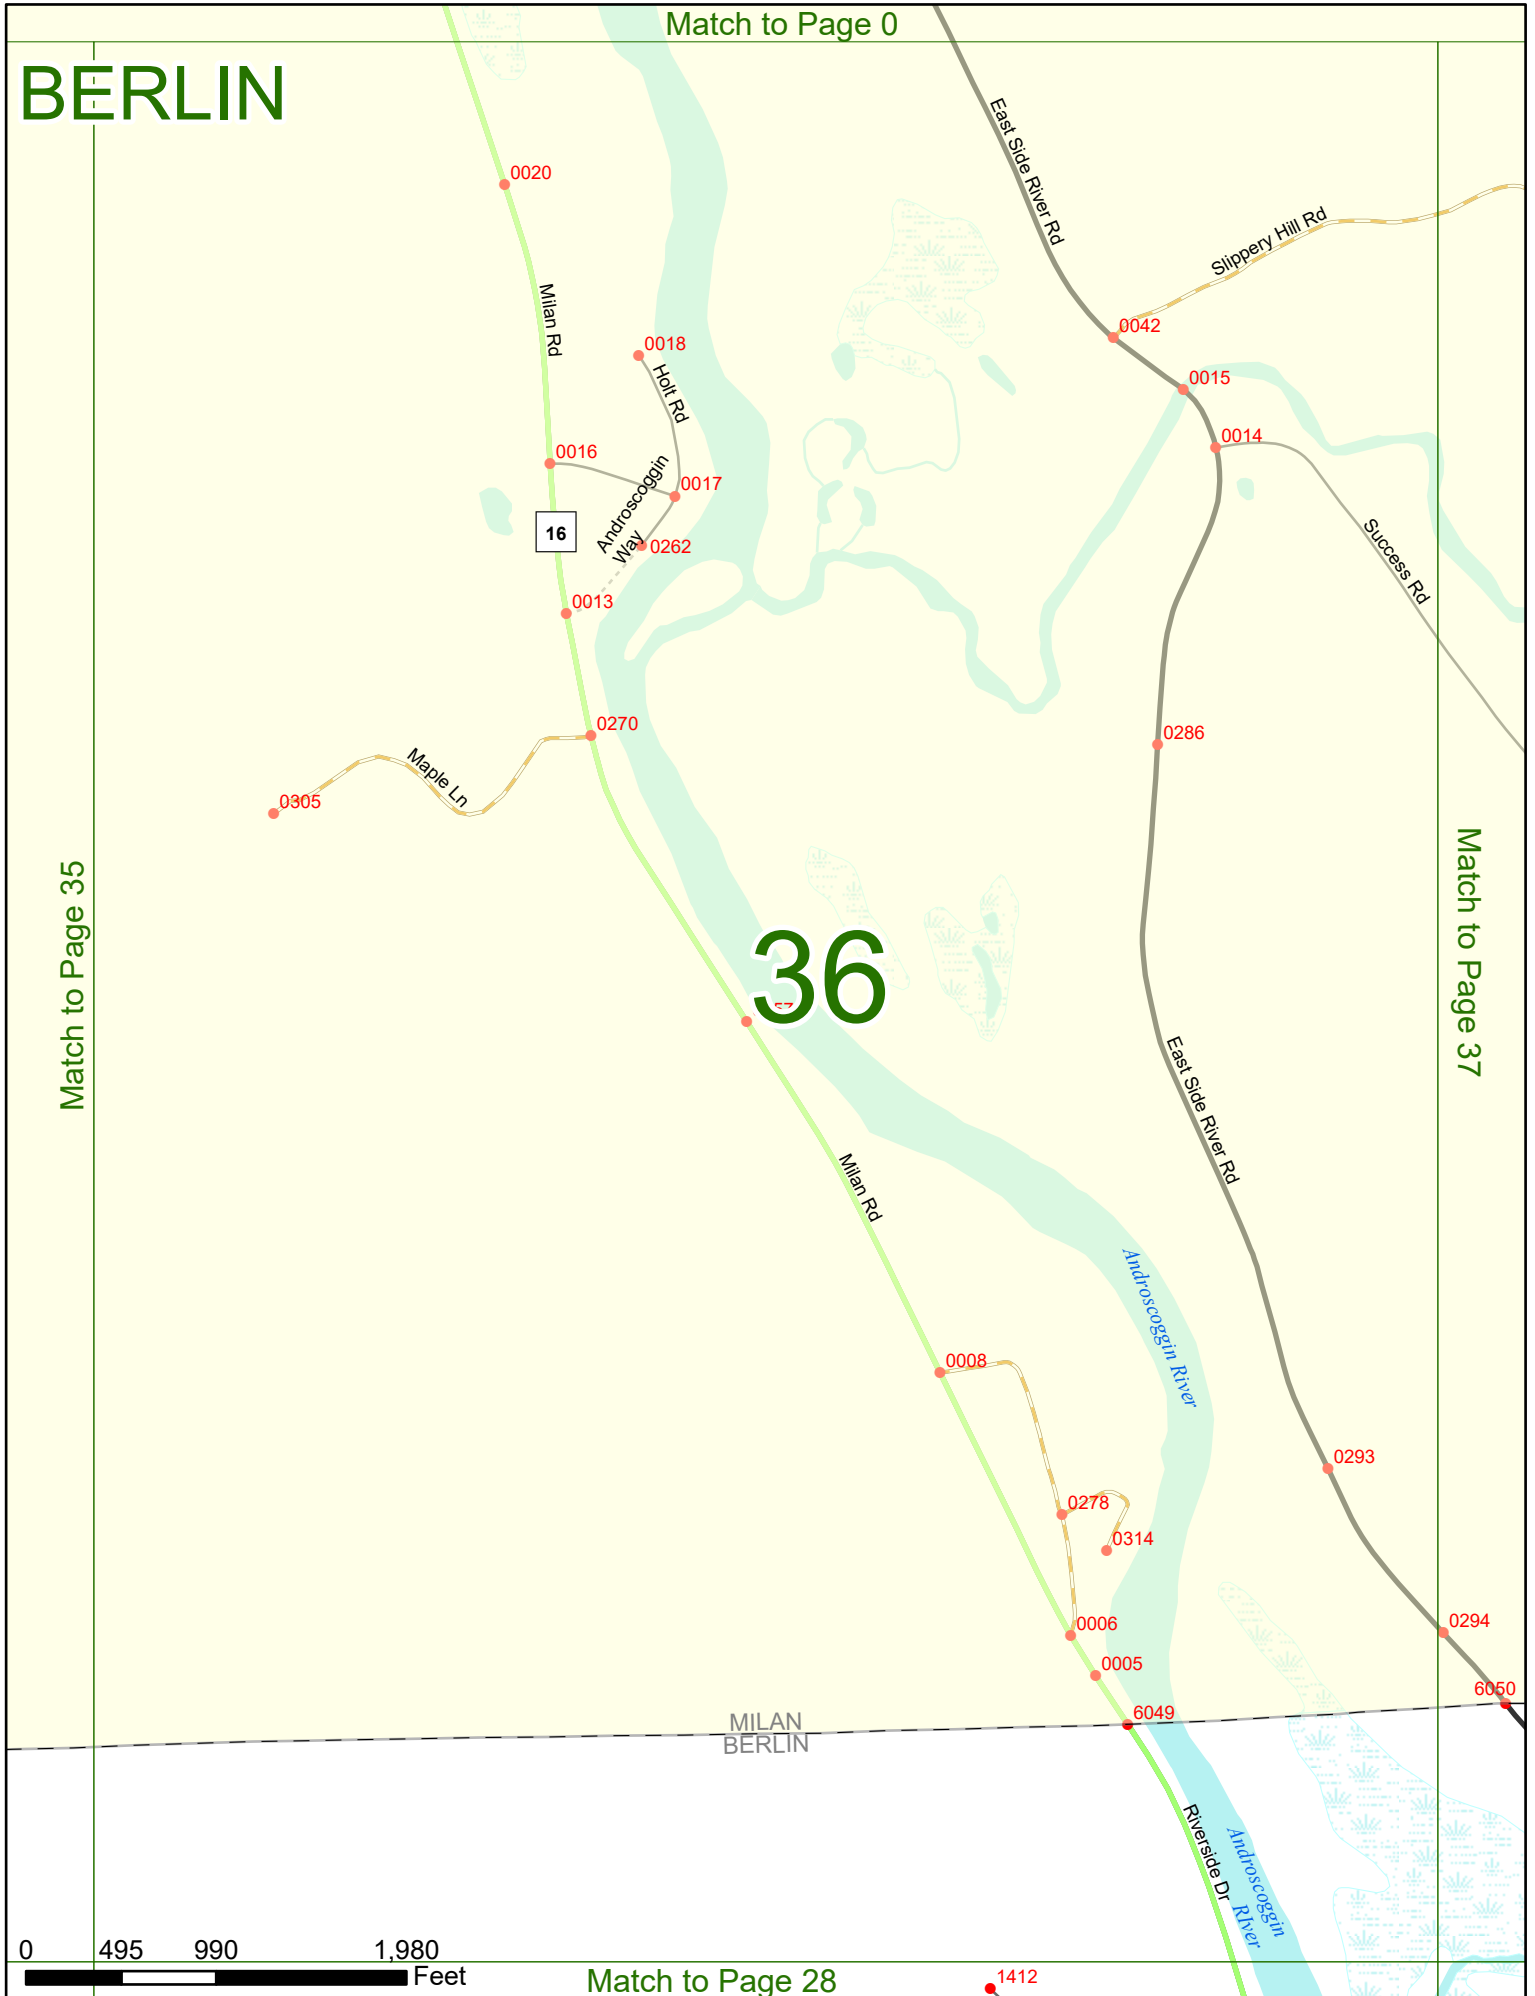 Match to Page 0
BERLIN
East Side River Rd
0020
Slippery Hill Rd
Milan Rd
0042
0018
Holt Rd
0015
0014
0016
Androscoggin
Way
0017
16
0262
Success Rd
0013
0270
0286
Maple Ln
0305
Match to Page 35
Match to Page 37
36
East Side River Rd
Milan Rd
Androscoggin River
0008
0293
0278
0314
0006
0294
0005
6050
6049
MILAN
BERLIN
Riverside Dr
Androscoggin
RIver
0 495 990 1,980
Feet
Match to Page 28
1412